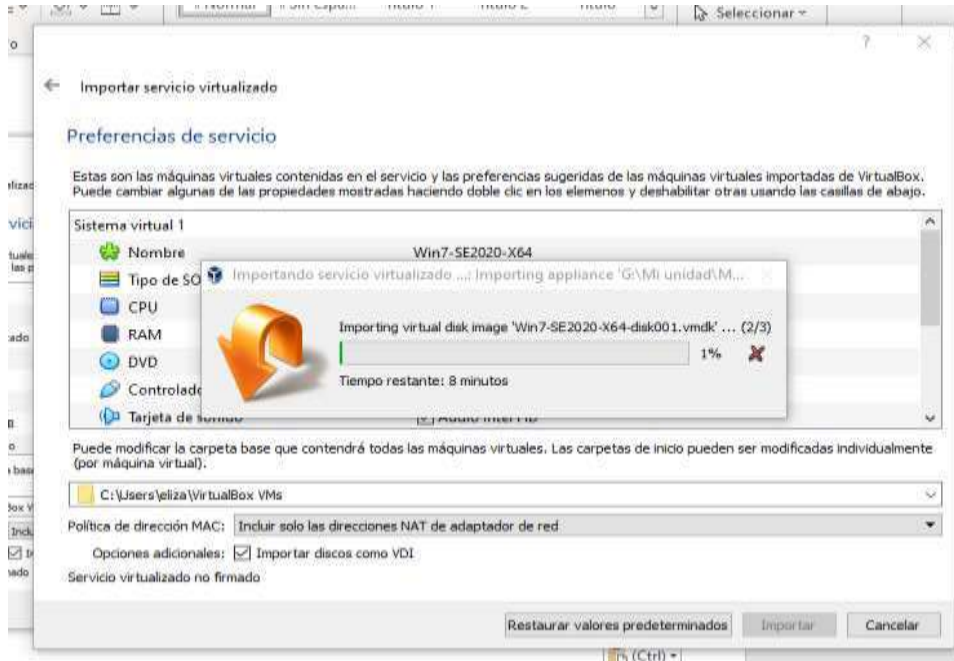 Seleccionar
?
Importar servicio virtualizado
Preferencias de servicio
Estas son las máquinas virtuales contenidas en el servicio y las preferencias sugeridas de las máquinas virtuales importadas de VirtualBox.
Puede cambiar algunas de las propiedades mostradas haciendo doble clic en los elemenos y deshabilitar otras usando las casillas de abajo.
Sistema virtual 1
Nombre Win7-SE2020-X64
Tipo de SO
CPU
RAM
DVD
Controlado
Tarjeta de sonido
Importando servicio virtualizado ...: Importing appliance 'G:\Mi unidad\M...
Importing virtual disk image 'Win7-SE2020-X64-disk001.vmdk' ... (2/3)
1%
Tiempo restante: 8 minutos
Puede modificar la carpeta base que contendrá todas las máquinas virtuales. Las carpetas de inicio pueden ser modificadas individualmente
(por máquina virtual).
C:\Users\eliza\VirtualBox VMs
Política de dirección MAC: Incluir solo las direcciones NAT de adaptador de red
Opciones adicionales: Importar discos como VDI
Servicio virtualizado no firmado
Restaurar valores predeterminados Importar Cancelar
(Ctrl)